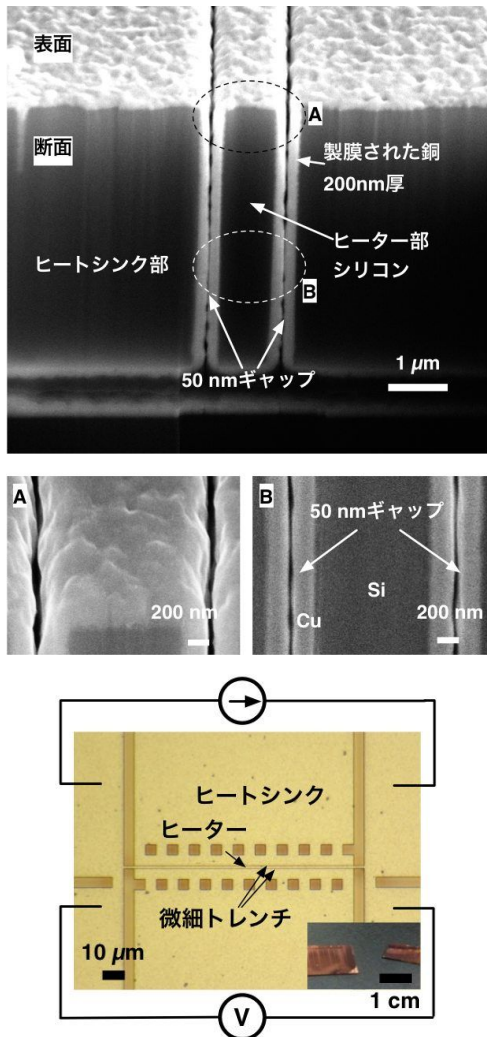 表面
A
断面
製膜された銅
200nm厚
ヒートシンク部
ヒーター部
シリコン
B
50 nmギャップ
1 μm
A
200 nm
B
50 nmギャップ
Si
Cu
200 nm
ヒートシンク
ヒーター
微細トレンチ
10 μm
1 cm
V